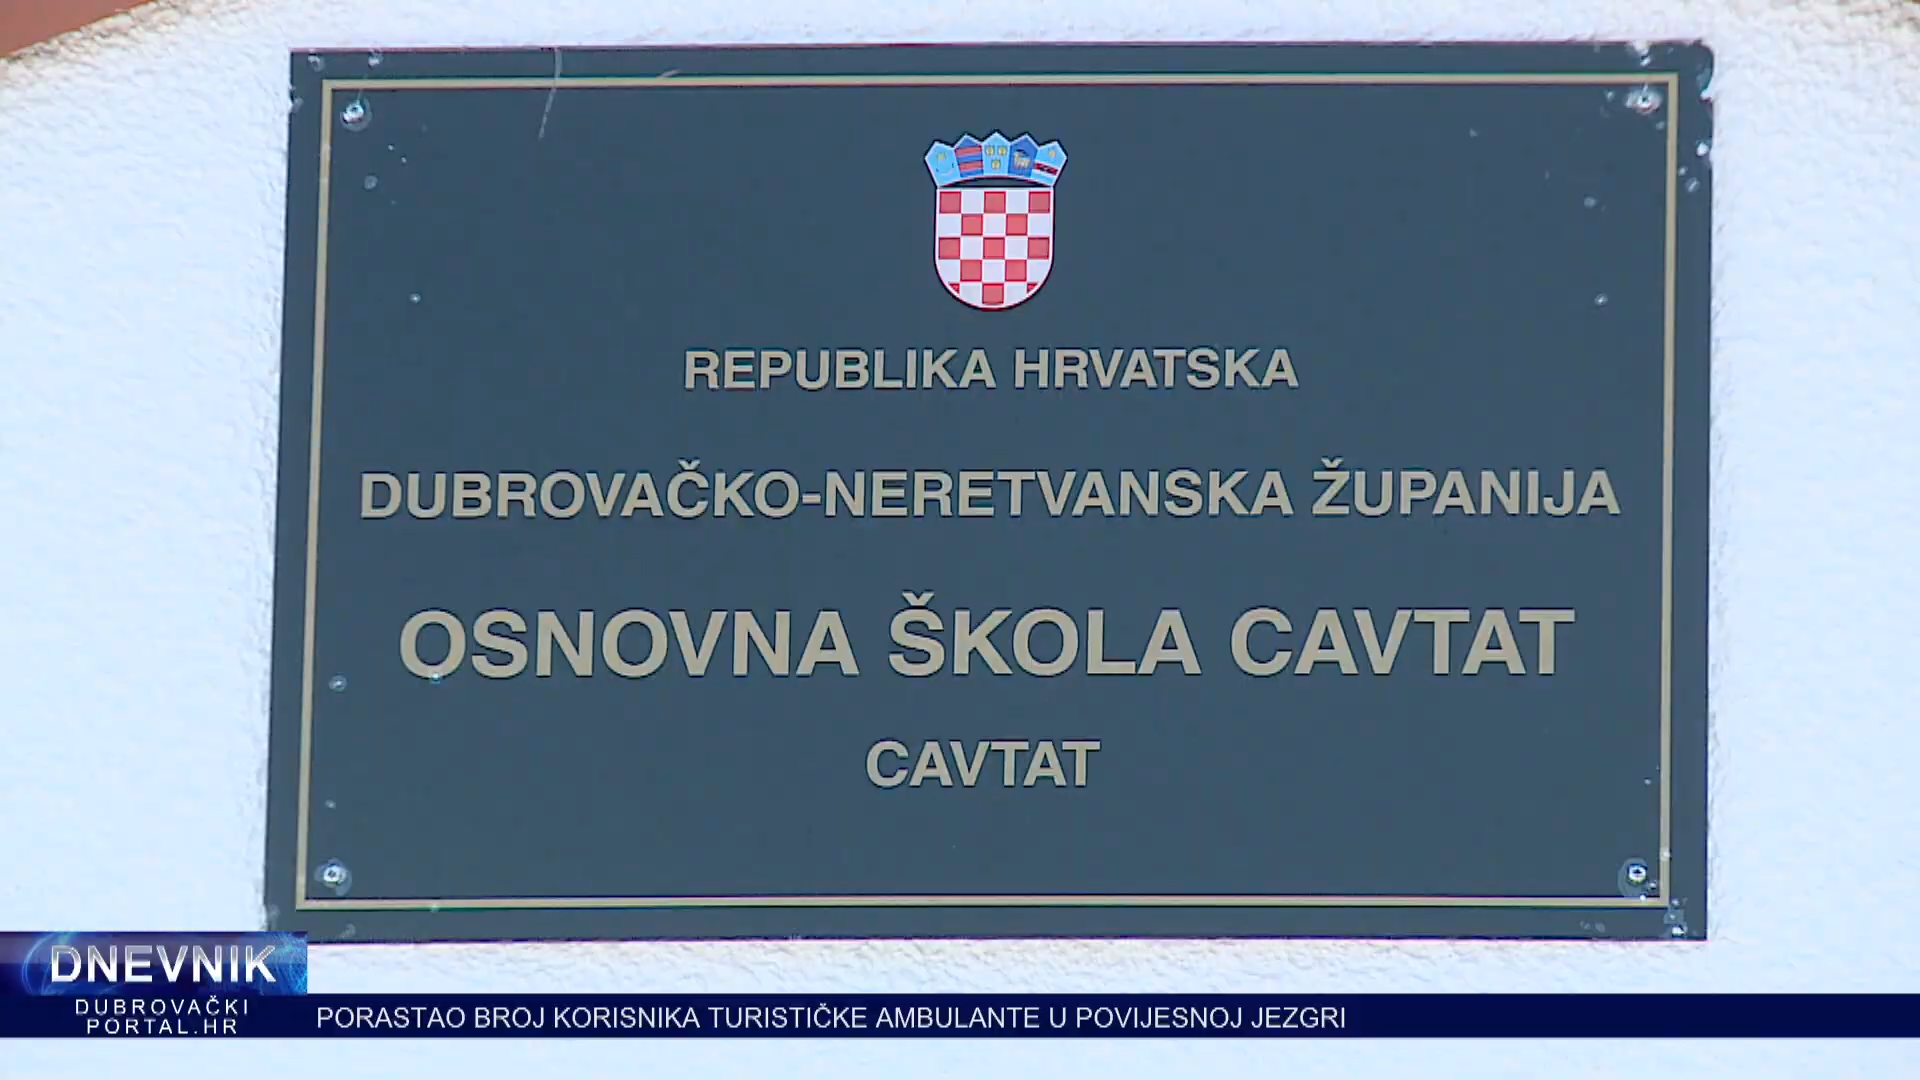 REPUBLIKA HRVATSKA
DUBROVAČKO-NERETVANSKA ŽUPANIJA
OSNOVNA ŠKOLA CAVTAT
CAVTAT
DNEVNIK
DUBROVAČKI
PORTAL.HR
PORASTAO BROJ KORISNIKA TURISTIČKE AMBULANTE U POVIJESNOJ JEZGRI